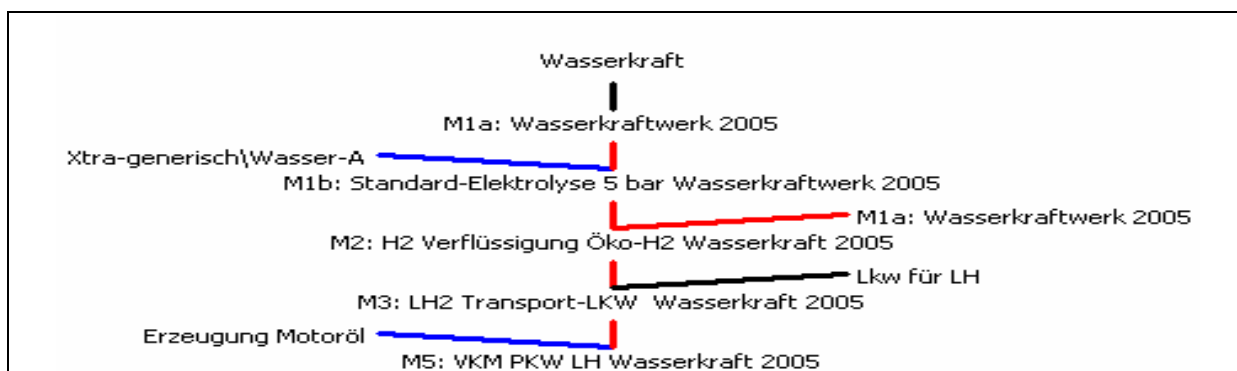 Wasserkraft
M1a: Wasserkraftwerk 2005
Xtra-generisch\Wasser-A
M1b: Standard-Elektrolyse 5 bar Wasserkraftwerk 2005
M1a: Wasserkraftwerk 2005
M2: H2 Verflüssigung Öko-H2 Wasserkraft 2005
Lkw für LH
M3: LH2 Transport-LKW  Wasserkraft 2005
Erzeugung Motoröl
M5: VKM PKW LH Wasserkraft 2005